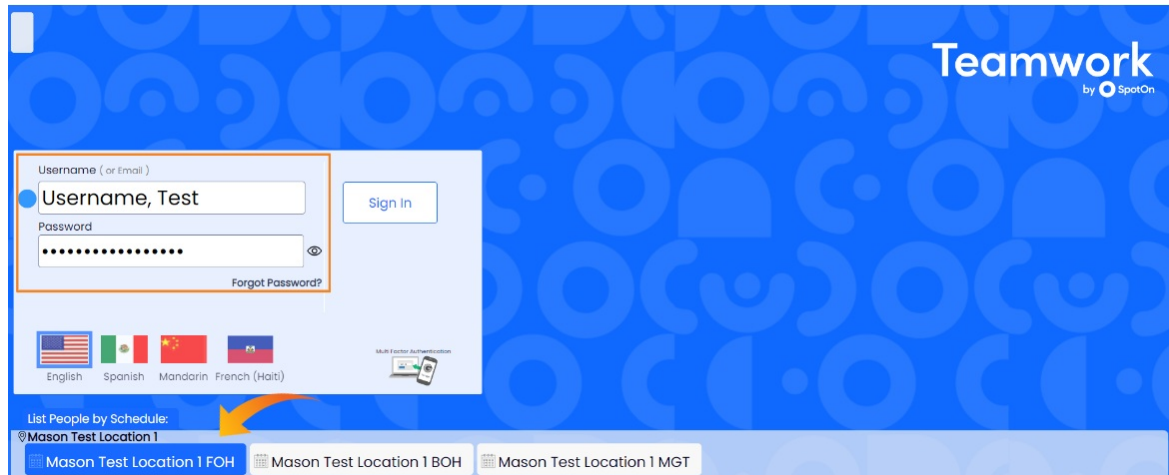 Teamwork
by SpotOn
Username ( or Email )
Username, Test
Sign In
Password
•••••••••••••••••
Forgot Password?
Multi Factor Authentication
English Spanish Mandarin French (Haiti)
List People by Schedule:
Mason Test Location 1
Mason Test Location 1 FOH Mason Test Location 1 BOH Mason Test Location 1 MGT